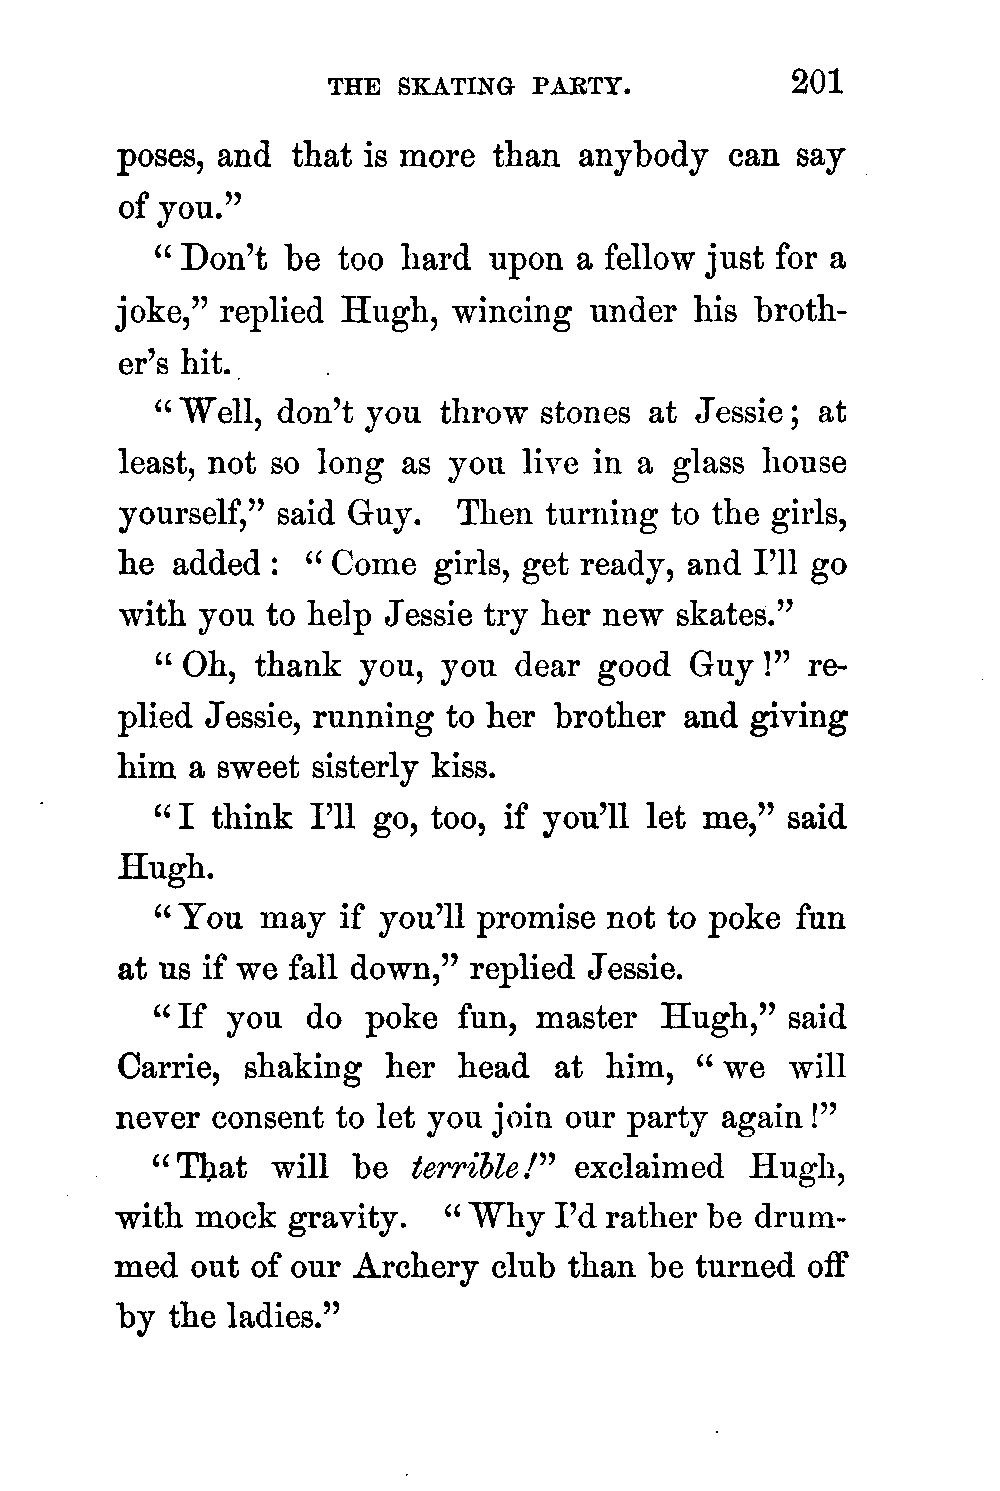 THE SKATING PARTY. 201
poses, and that is more than anybody can say
of you.”
“ Don’t be too hard upon a fellow just for a
joke,” replied Hugh, wincing under his broth-
er’s hit.
“ Well, don’t you throw stones at Jessie; at
least, not so long as you live in a glass house
yourself,” said Guy. Then turning to the girls,
he added : “ Come girls, get ready, and I’ll go
with you to help Jessie try her new skates.”
“ Oh, thank you, you dear good Guy !” re-
plied Jessie, running to her brother and giving
him a sweet sisterly kiss.
“ I think I’ll go, too, if you’ll let me,” said
Hugh.
“ You may if you’ll promise not to poke fun
at us if we fall down,” replied Jessie.
“ If you do poke fun, master Hugh,” said
Carrie, shaking her head at him, “ we will
never consent to let you join our party again !”
“ That will be terrible!” exclaimed Hugh,
with mock gravity. “ Why I’d rather be drum-
med out of our Archery club than be turned off
by the ladies.”